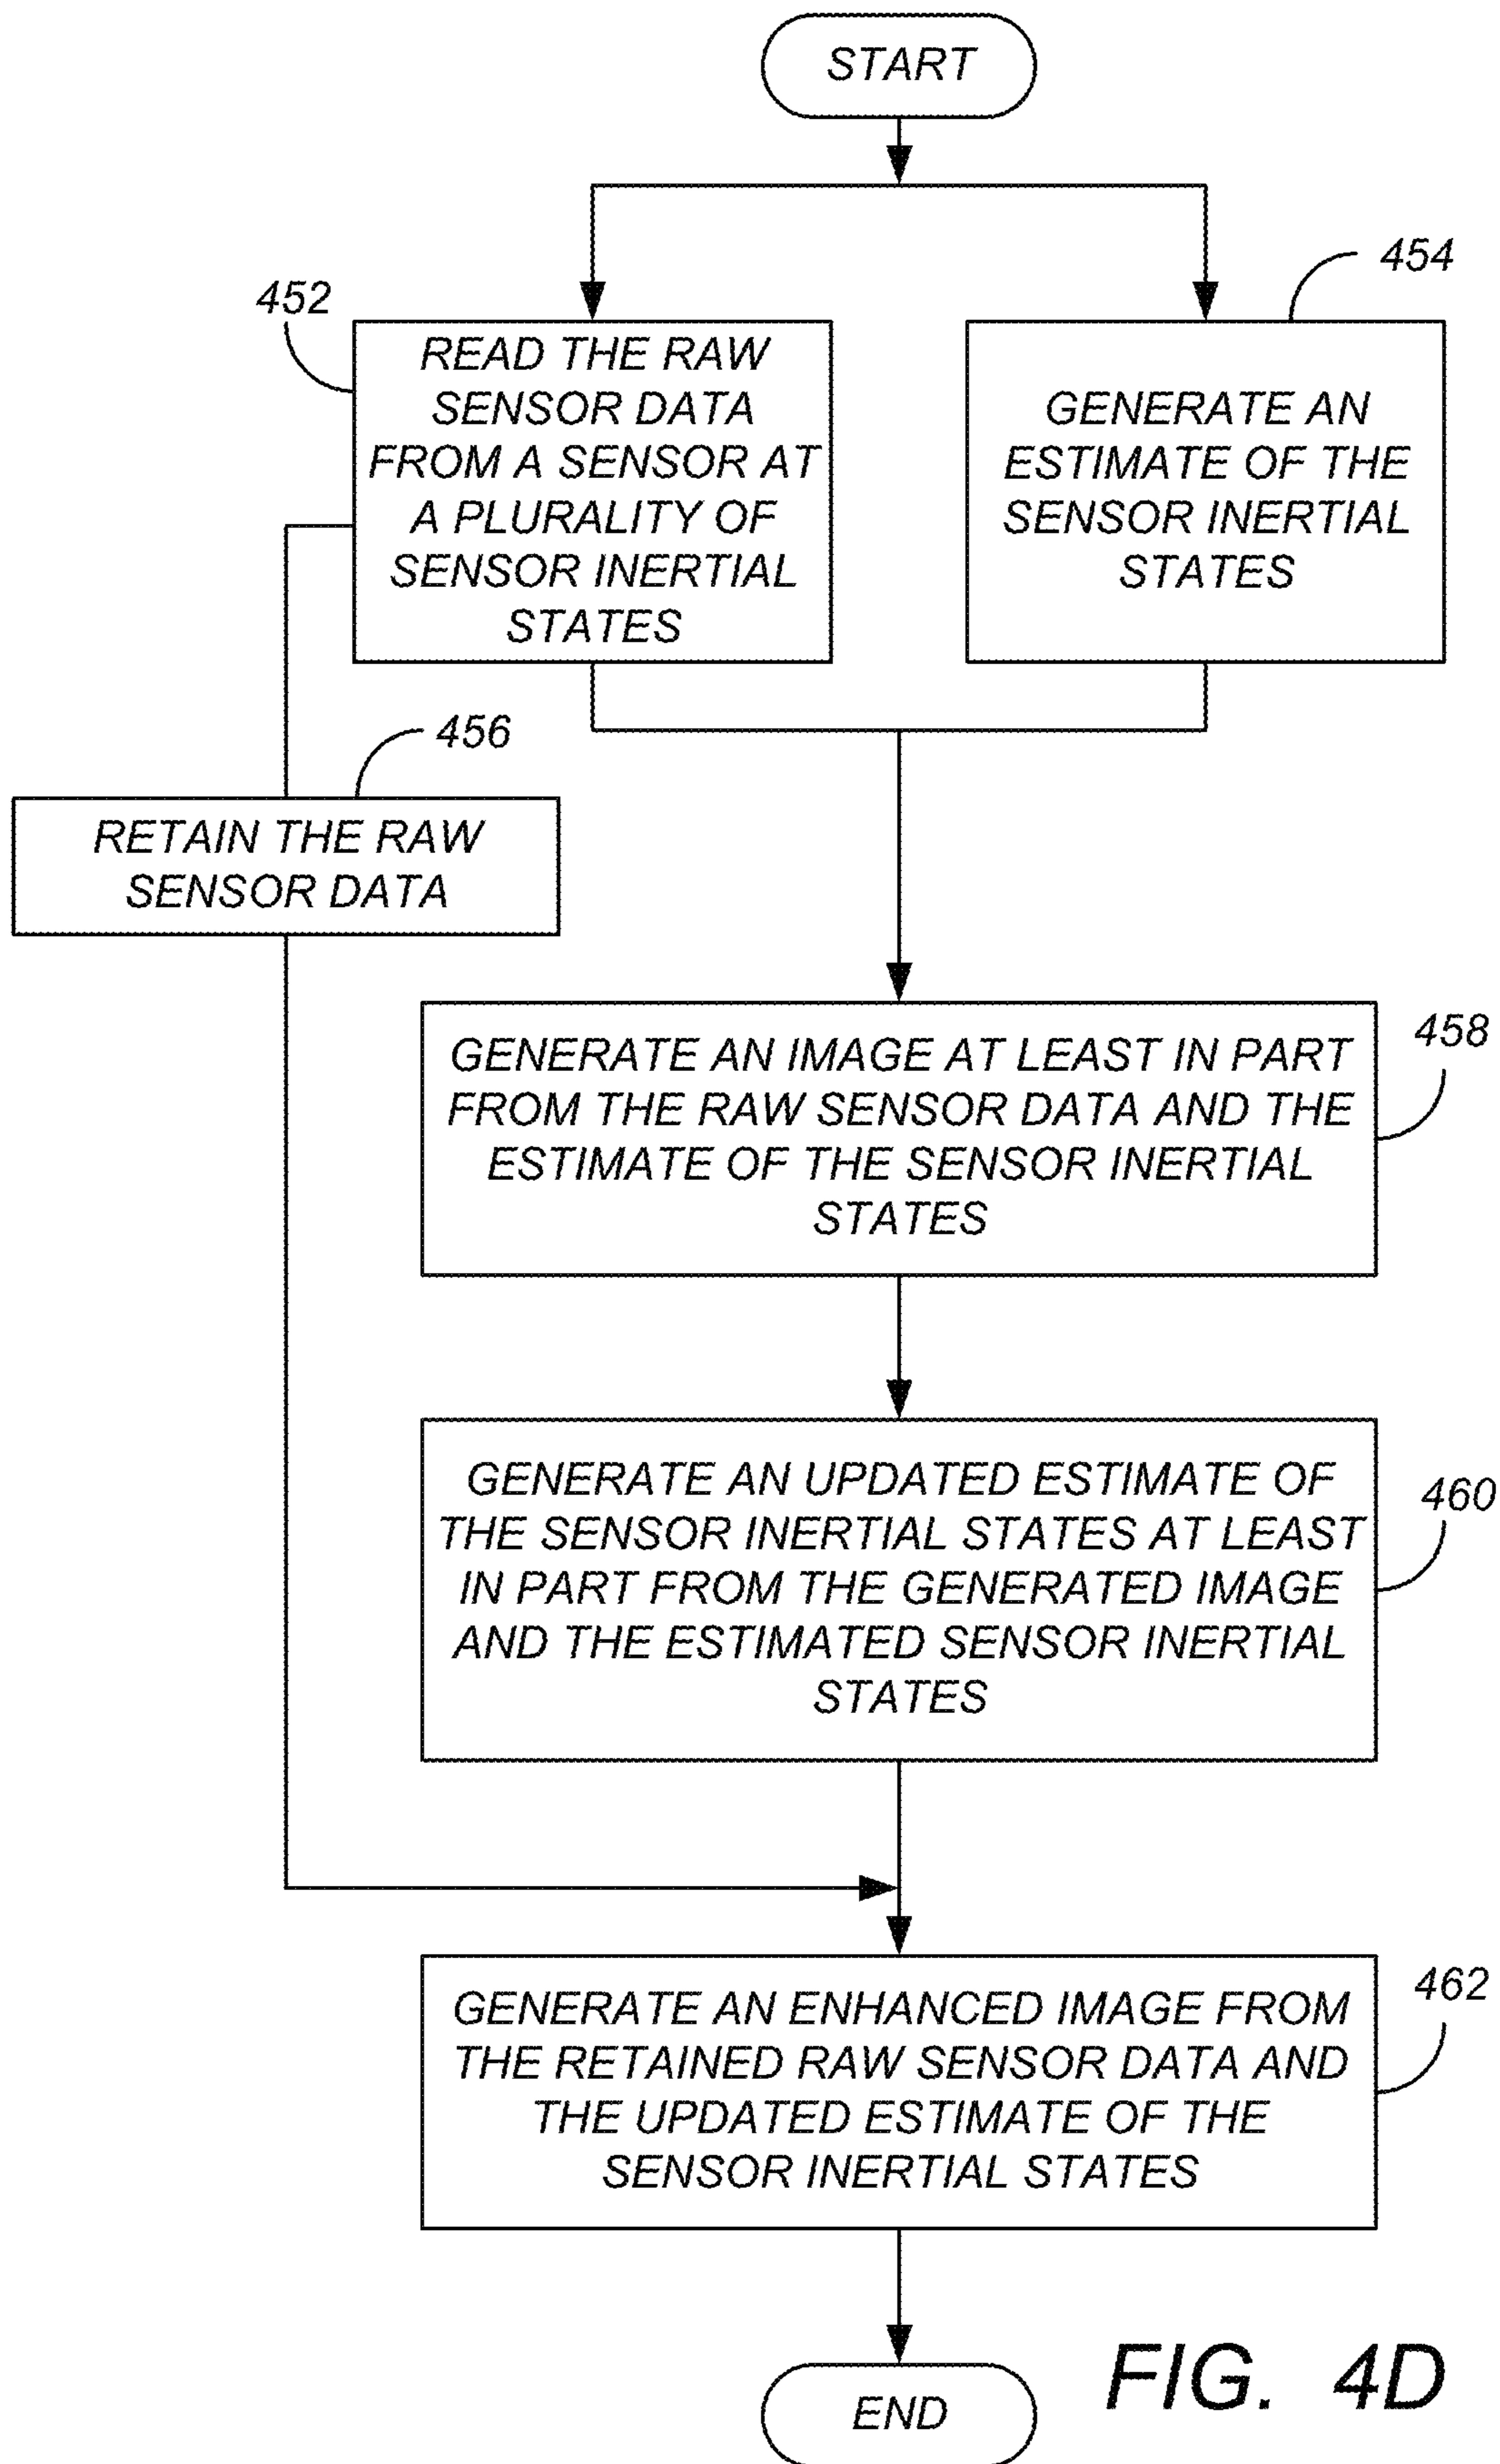 START
454
452
READ THE RAW
SENSOR DATA
FROM A SENSOR AT
A PLURALITY OF
SENSOR INERTIAL
STATES
GENERATE AN
ESTIMATE OF THE
SENSOR INERTIAL
STATES
456
RETAIN THE RAW
SENSOR DATA
458
GENERATE AN IMAGE AT LEAST IN PART
FROM THE RAW SENSOR DATA AND THE
ESTIMATE OF THE SENSOR INERTIAL
STATES
460
GENERATE AN UPDATED ESTIMATE OF
THE SENSOR INERTIAL STATES AT LEAST
IN PART FROM THE GENERATED IMAGE
AND THE ESTIMATED SENSOR INERTIAL
STATES
462
GENERATE AN ENHANCED IMAGE FROM
THE RETAINED RAW SENSOR DATA AND
THE UPDATED ESTIMATE OF THE
SENSOR INERTIAL STATES
END
FIG. 4D